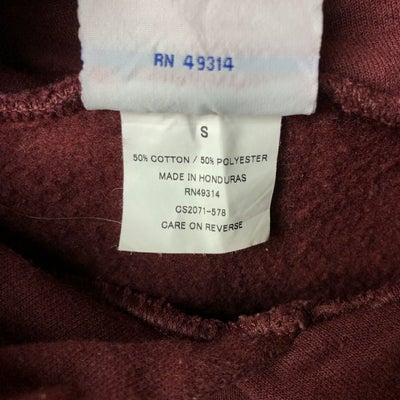 RN 49314
S
50% COTTON / 50% POLYESTER
MADE IN HONDURAS
RN49314
CS2071-578
CARE ON REVERSE